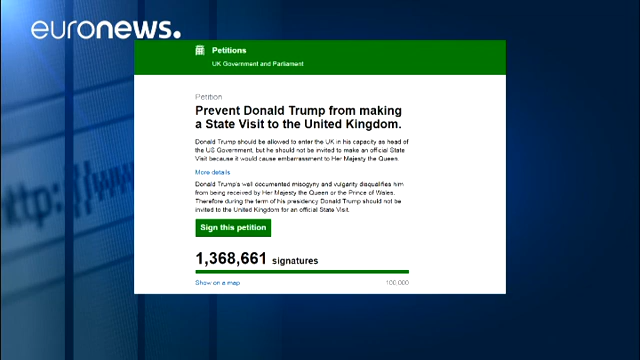 euronews.
Petitions
UK Government and Parliament
Petition
Prevent Donald Trump from making
a State Visit to the United Kingdom.
Donald Trump should be allowed to enter the UK in his capacity as head of
the US Government, but he should not be invited to make an official State
Visit because it would cause embarrassment to Her Majesty the Queen.
More details
Donald Trump's well documented misogyny and vulgarity disqualifies him
from being received by Her Majesty the Queen or the Prince of Wales.
Therefore during the term of his presidency Donald Trump should not be
invited to the United Kingdom for an official State Visit.
Sign this petition
1,368,661 signatures
Show on a map 100,000
http://www